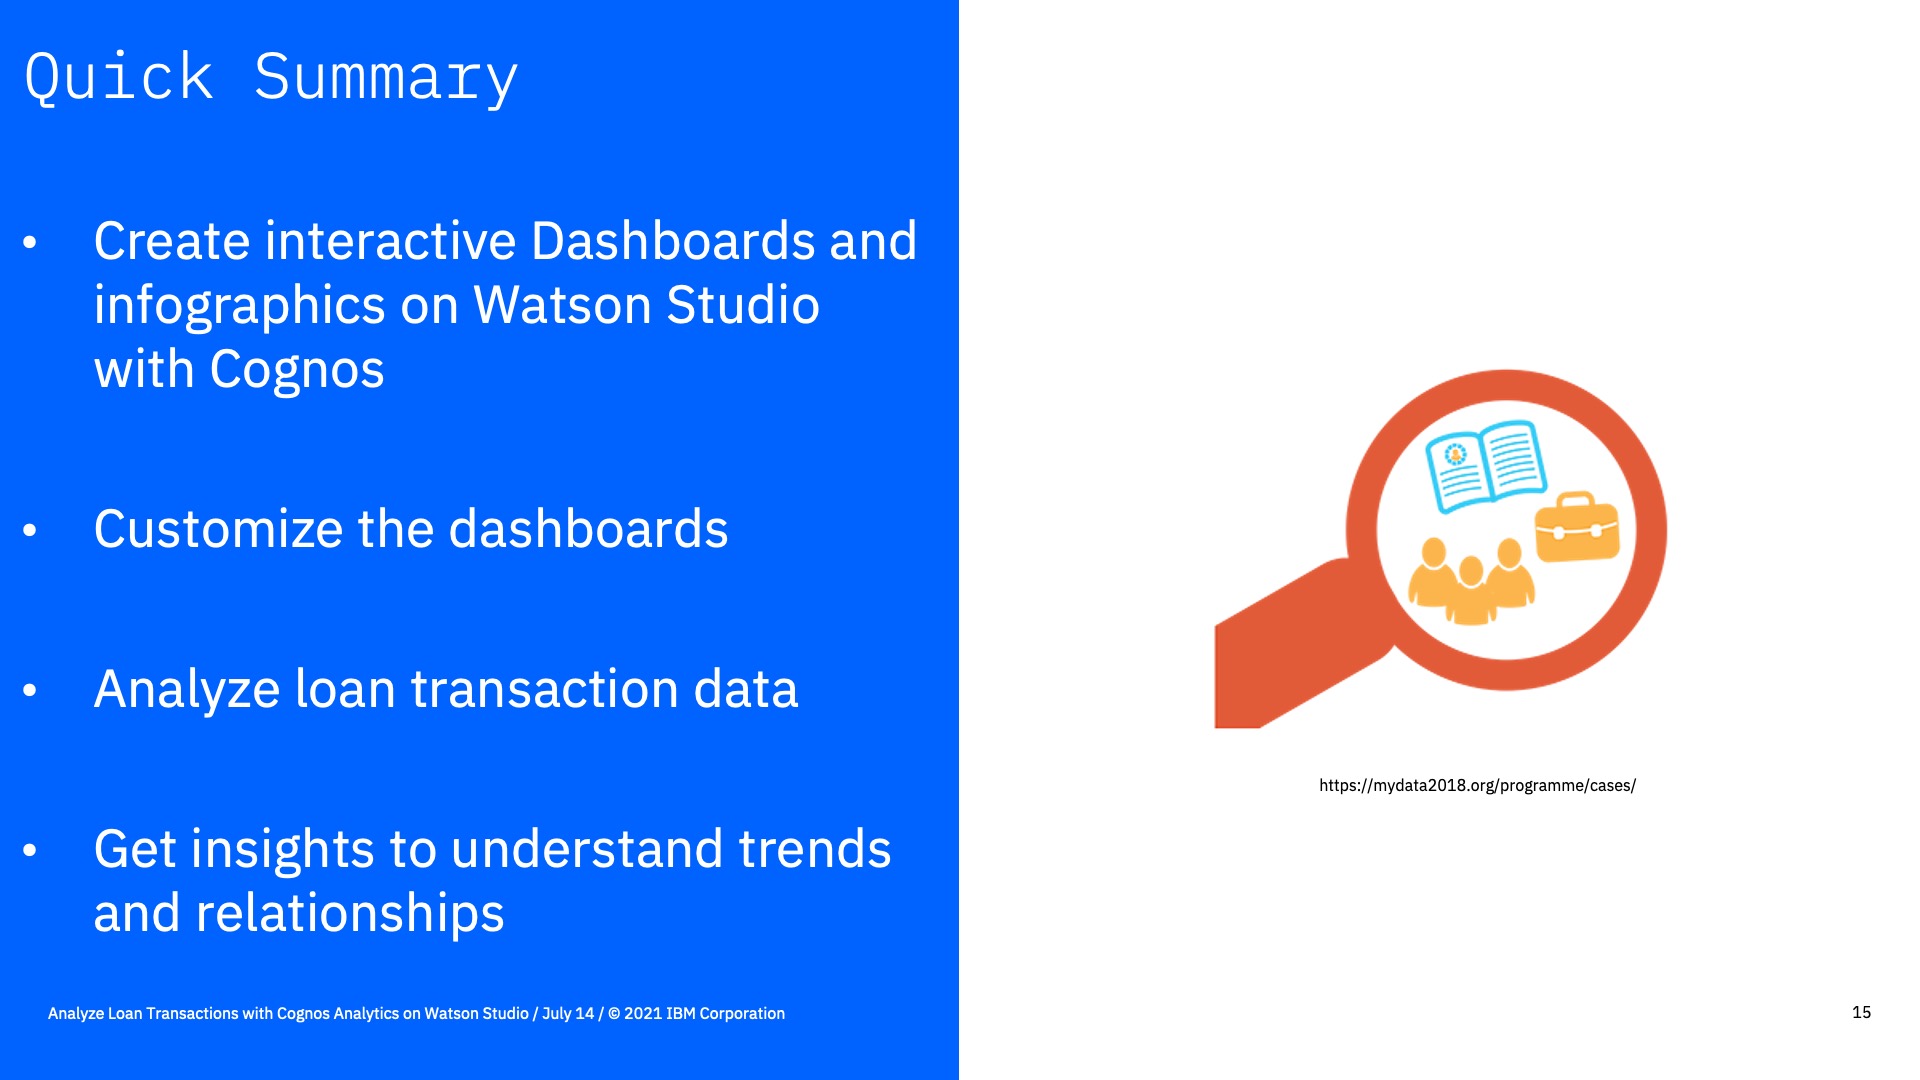 Quick Summary
• Create interactive Dashboards and
infographics on Watson Studio
with Cognos
• Customize the dashboards
• Analyze loan transaction data
• Get insights to understand trends
and relationships
https://mydata2018.org/programme/cases/
Analyze Loan Transactions with Cognos Analytics on Watson Studio / July 14 / © 2021 IBM Corporation
15